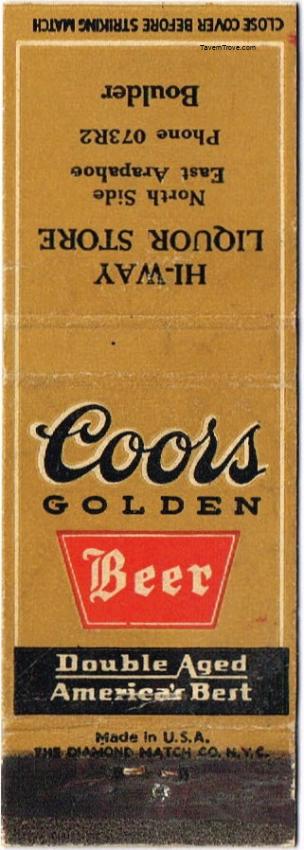 CLOSE COVER BEFORE STRIKING MATCH
TavernTrove.com
HI-WAY
LIQUOR STORE
North Side
East Arapahoe
Phone 073R2
Boulder
Coors
GOLDEN
Beer
Double Aged
America's Best
Made in U.S.A.
THE DIAMOND MATCH CO. N.Y.C.